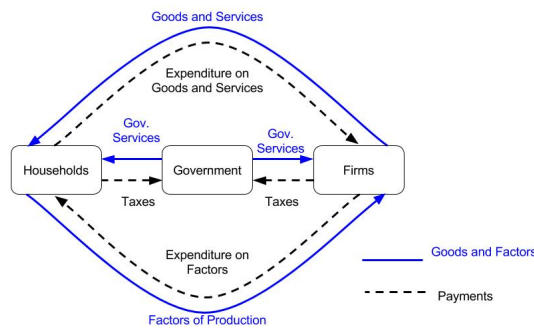 Goods and Services
Expenditure on
Goods and Services
Gov.
Services
Gov.
Services
Households
Government
Firms
Taxes
Taxes
Expenditure on
Factors
Goods and Factors
Payments
Factors of Production